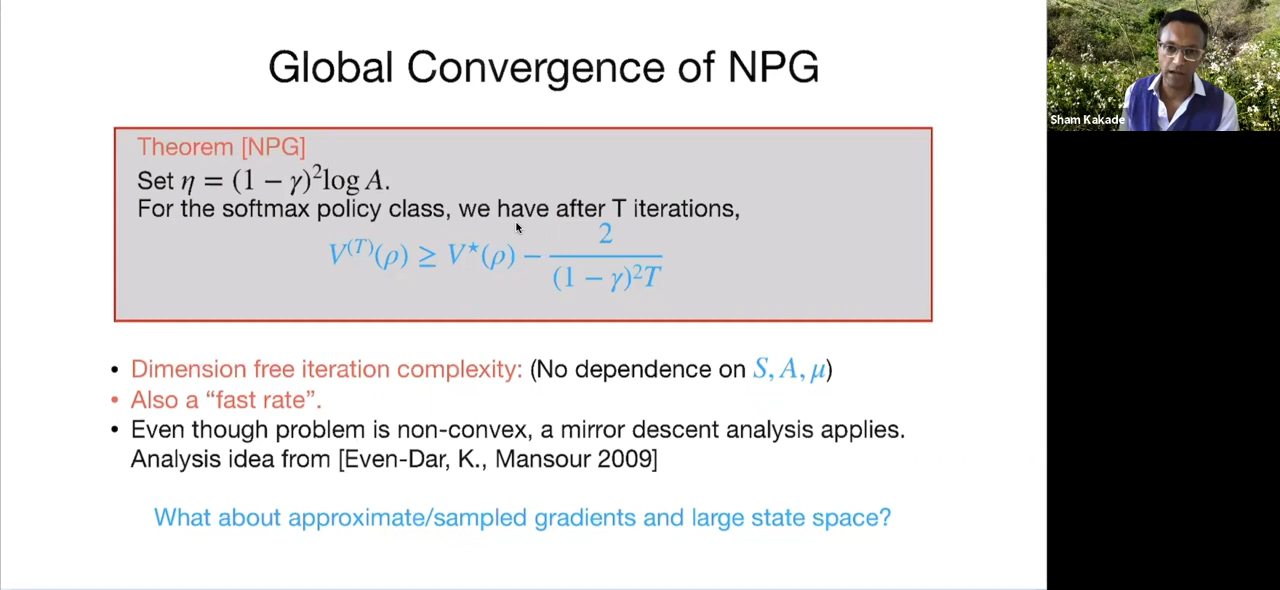 Global Convergence of NPG
Theorem [NPG]
Set η = (1 − γ)²log A.
For the softmax policy class, we have after T iterations,
V⁽ᵀ⁾(ρ) ≥ V⋆(ρ) − 2 / ((1 − γ)²T)
• Dimension free iteration complexity: (No dependence on S, A, μ)
• Also a “fast rate”.
• Even though problem is non-convex, a mirror descent analysis applies.
Analysis idea from [Even-Dar, K., Mansour 2009]
What about approximate/sampled gradients and large state space?
Sham Kakade